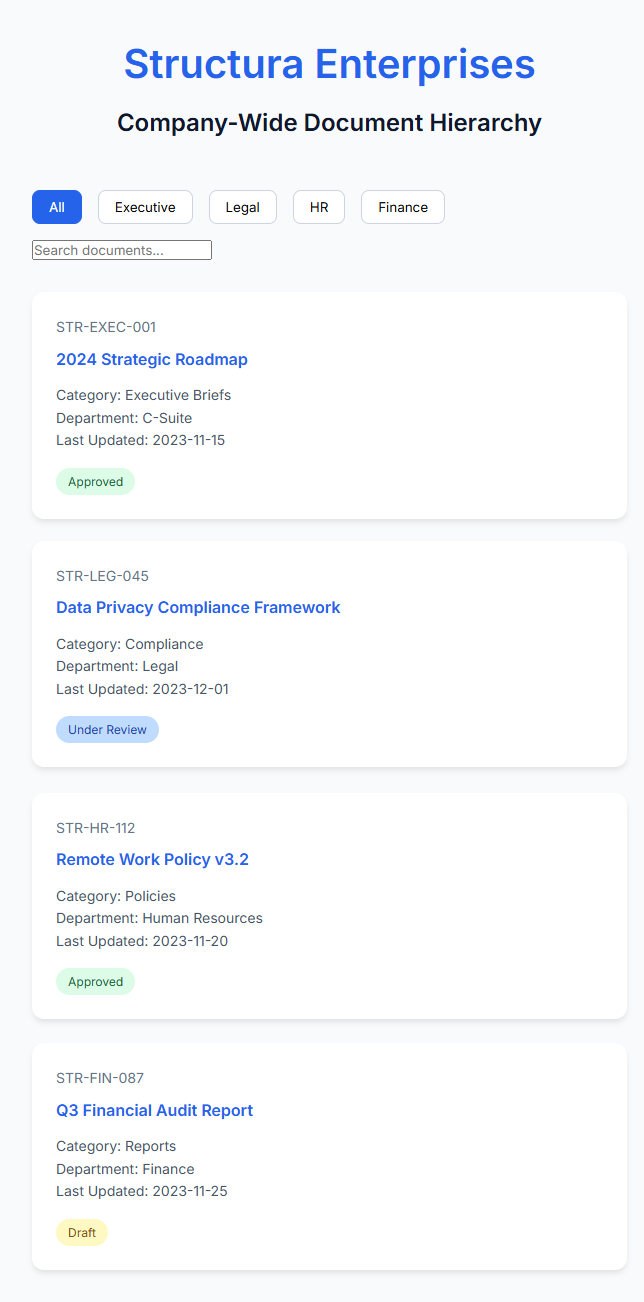 Structura Enterprises
Company-Wide Document Hierarchy
All Executive Legal HR Finance
Search documents...
STR-EXEC-001
2024 Strategic Roadmap
Category: Executive Briefs
Department: C-Suite
Last Updated: 2023-11-15
Approved
STR-LEG-045
Data Privacy Compliance Framework
Category: Compliance
Department: Legal
Last Updated: 2023-12-01
Under Review
STR-HR-112
Remote Work Policy v3.2
Category: Policies
Department: Human Resources
Last Updated: 2023-11-20
Approved
STR-FIN-087
Q3 Financial Audit Report
Category: Reports
Department: Finance
Last Updated: 2023-11-25
Draft